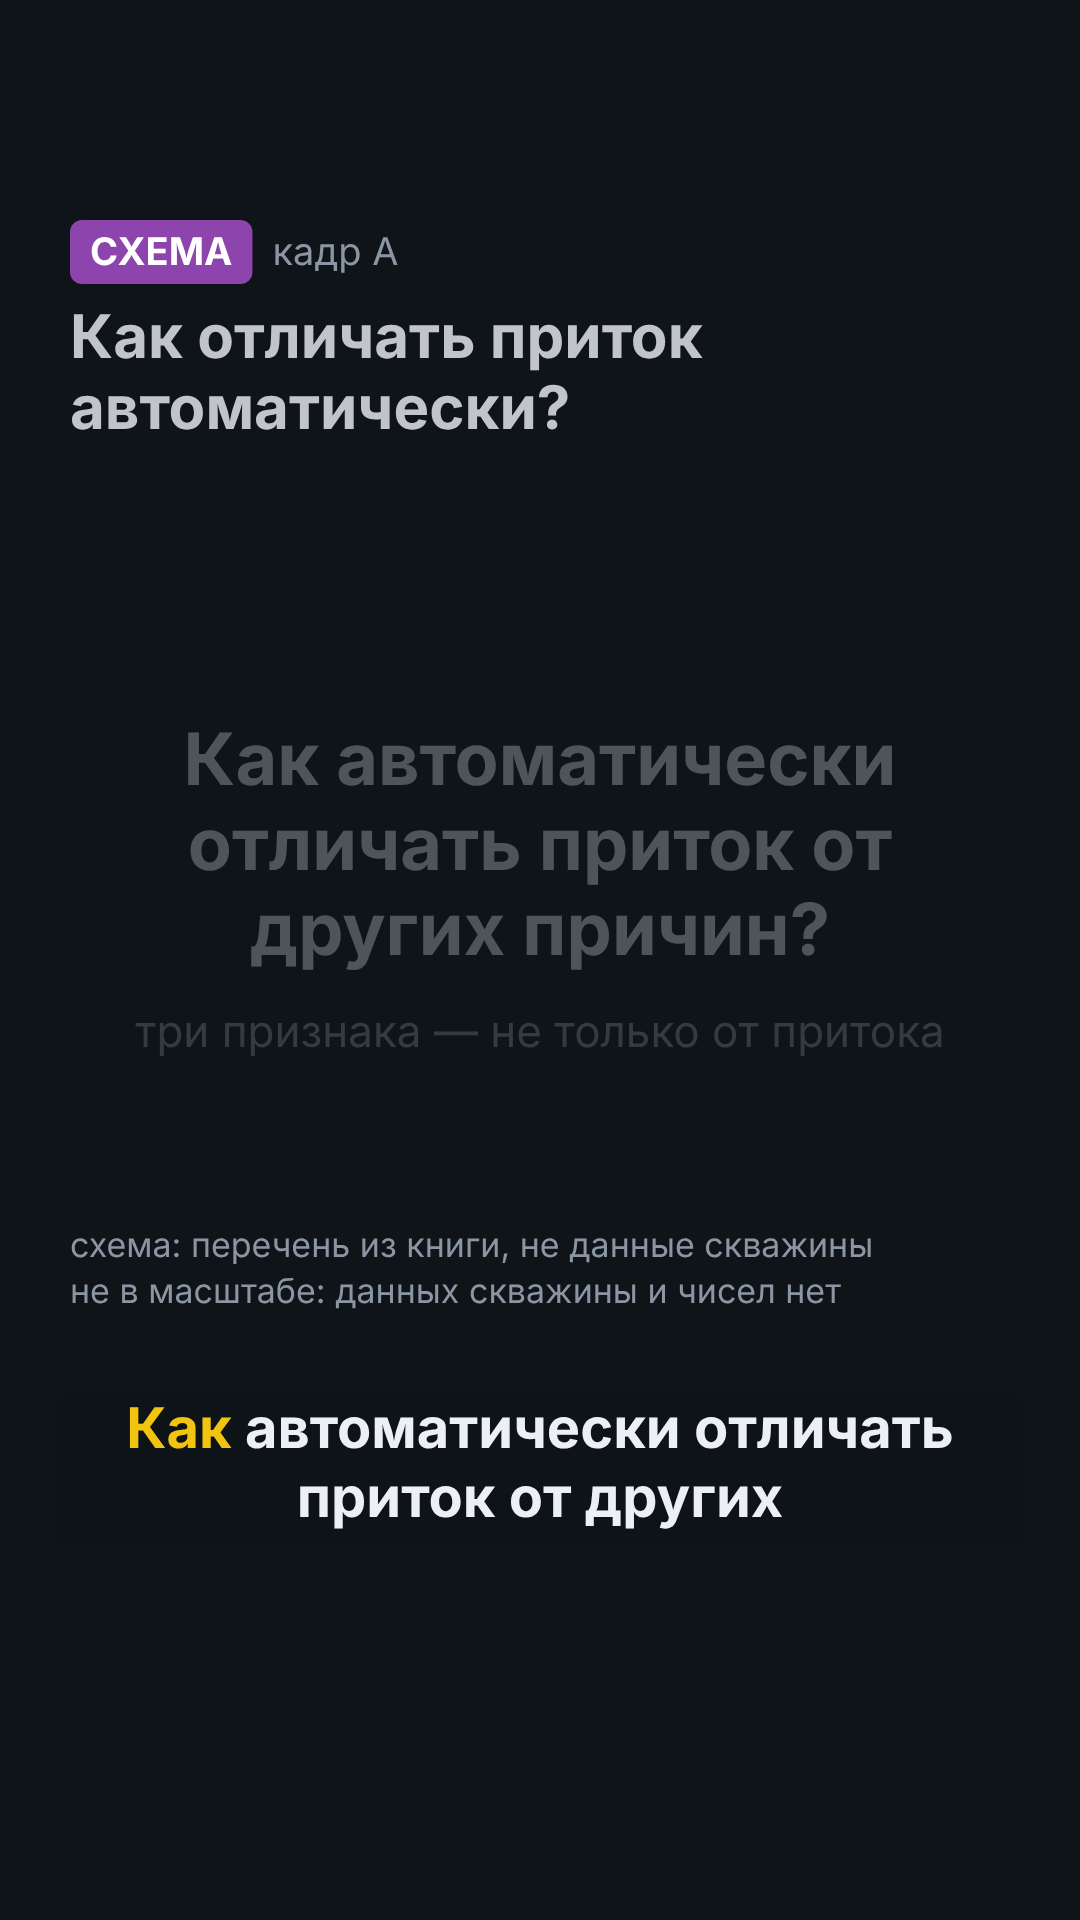 СХЕМА кадр А
Как отличать приток
автоматически?
Как автоматически
отличать приток от
других причин?
три признака — не только от притока
схема: перечень из книги, не данные скважины
не в масштабе: данных скважины и чисел нет
Как автоматически отличать
приток от других